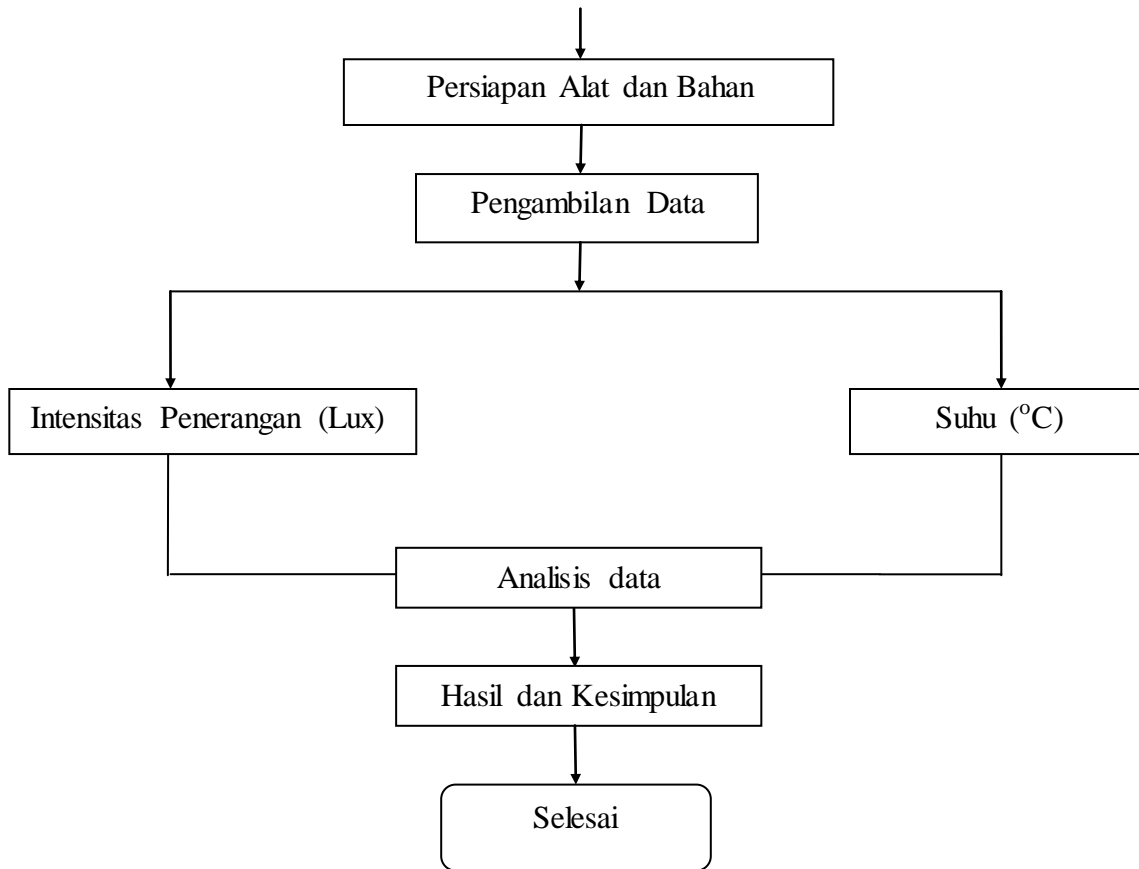 Persiapan Alat dan Bahan
Pengambilan Data
Intensitas Penerangan (Lux)
Suhu (°C)
Analisis data
Hasil dan Kesimpulan
Selesai